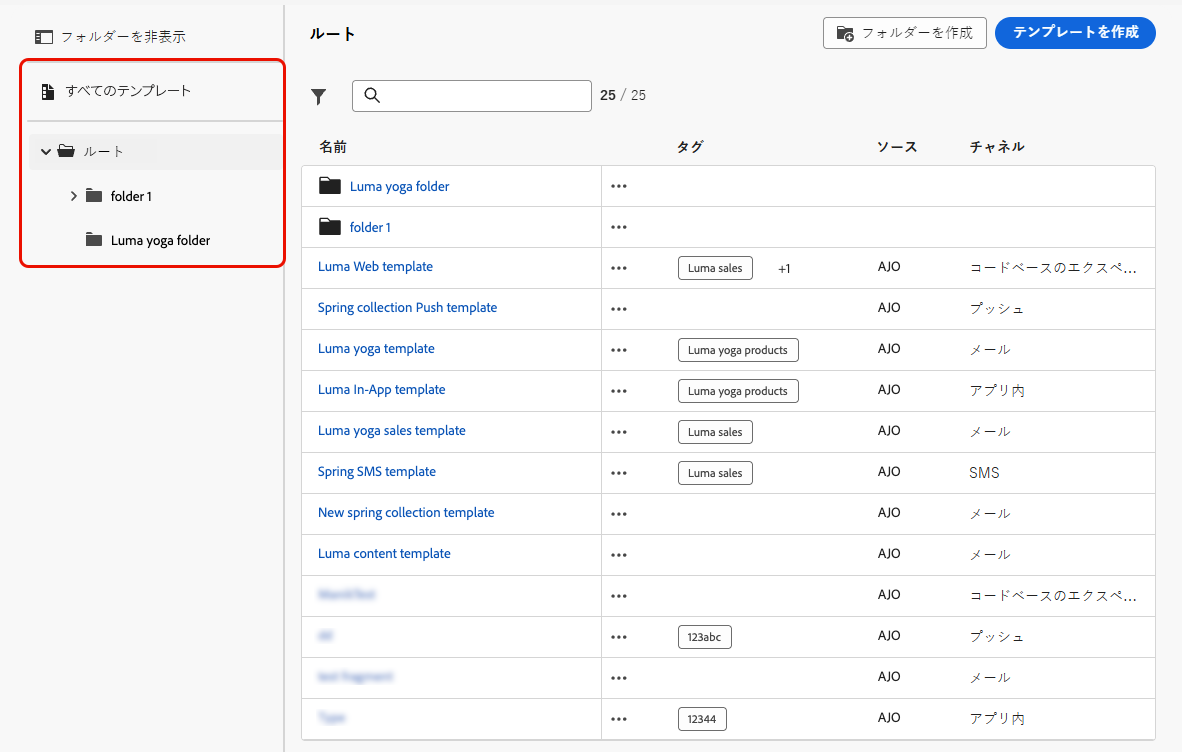 フォルダーを非表示
すべてのテンプレート
ルート
folder 1
Luma yoga folder
ルート
フォルダーを作成
テンプレートを作成
25 / 25
名前 タグ ソース チャネル
Luma yoga folder
folder 1
Luma Web template Luma sales +1 AJO コードベースのエクスペ...
Spring collection Push template AJO プッシュ
Luma yoga template Luma yoga products AJO メール
Luma In-App template Luma yoga products AJO アプリ内
Luma yoga sales template Luma sales AJO メール
Spring SMS template Luma sales AJO SMS
New spring collection template AJO メール
Luma content template AJO メール
AJO コードベースのエクスペ...
123abc AJO プッシュ
AJO メール
12344 AJO アプリ内